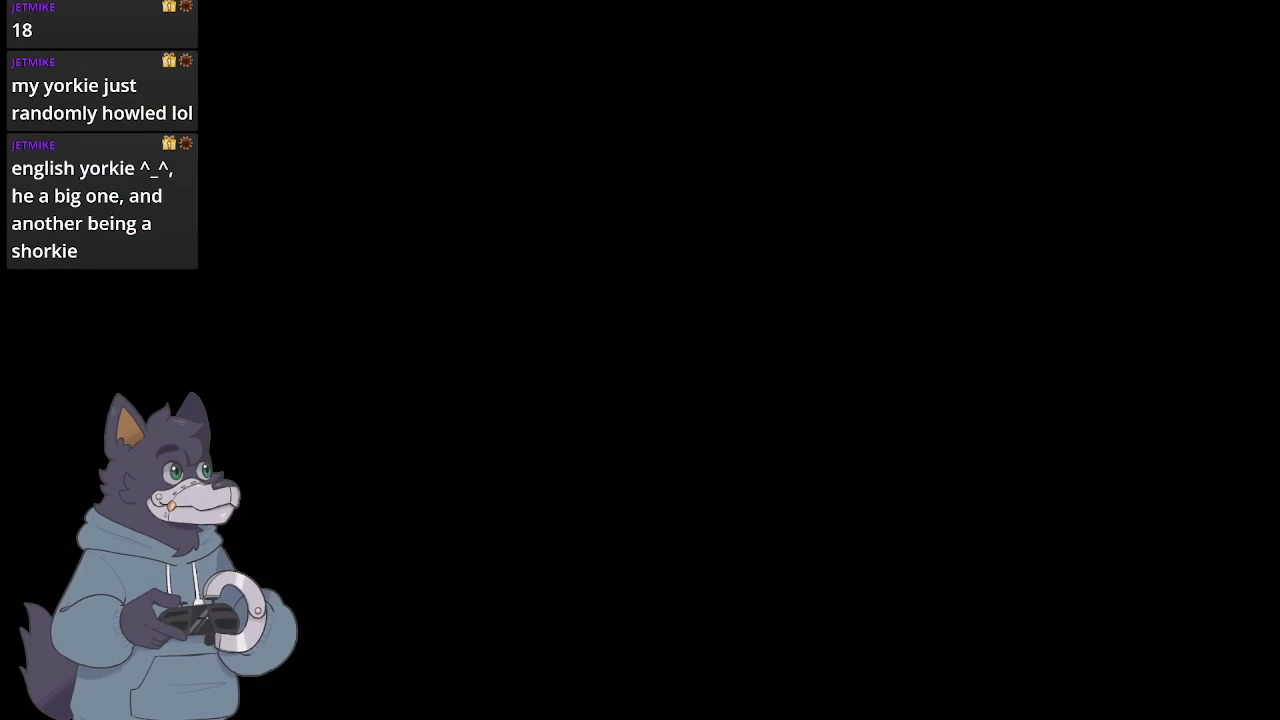 JETMIKE
18
JETMIKE
my yorkie just
randomly howled lol
JETMIKE
english yorkie ^_^,
he a big one, and
another being a
shorkie